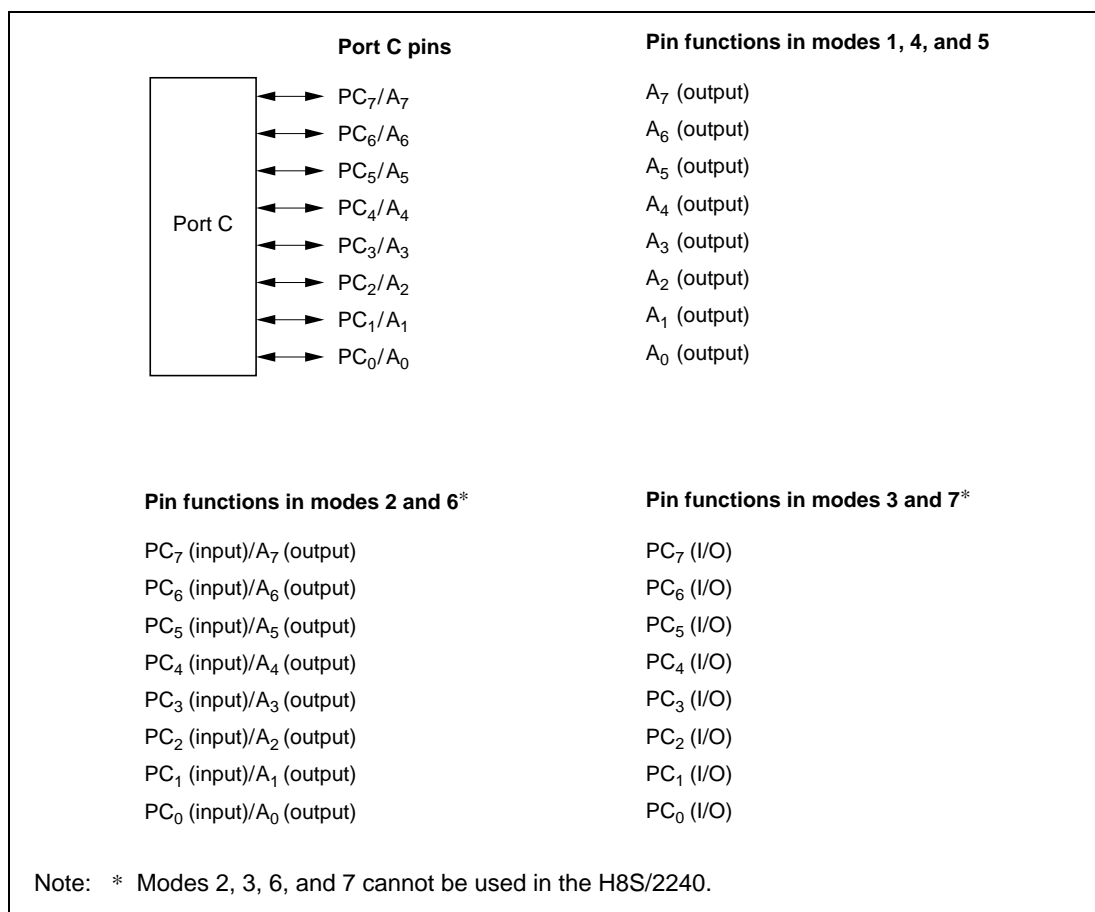 Port C pins Pin functions in modes 1, 4, and 5
Port C
PC7/A7 A7 (output)
PC6/A6 A6 (output)
PC5/A5 A5 (output)
PC4/A4 A4 (output)
PC3/A3 A3 (output)
PC2/A2 A2 (output)
PC1/A1 A1 (output)
PC0/A0 A0 (output)
Pin functions in modes 2 and 6* Pin functions in modes 3 and 7*
PC7 (input)/A7 (output) PC7 (I/O)
PC6 (input)/A6 (output) PC6 (I/O)
PC5 (input)/A5 (output) PC5 (I/O)
PC4 (input)/A4 (output) PC4 (I/O)
PC3 (input)/A3 (output) PC3 (I/O)
PC2 (input)/A2 (output) PC2 (I/O)
PC1 (input)/A1 (output) PC1 (I/O)
PC0 (input)/A0 (output) PC0 (I/O)
Note: * Modes 2, 3, 6, and 7 cannot be used in the H8S/2240.